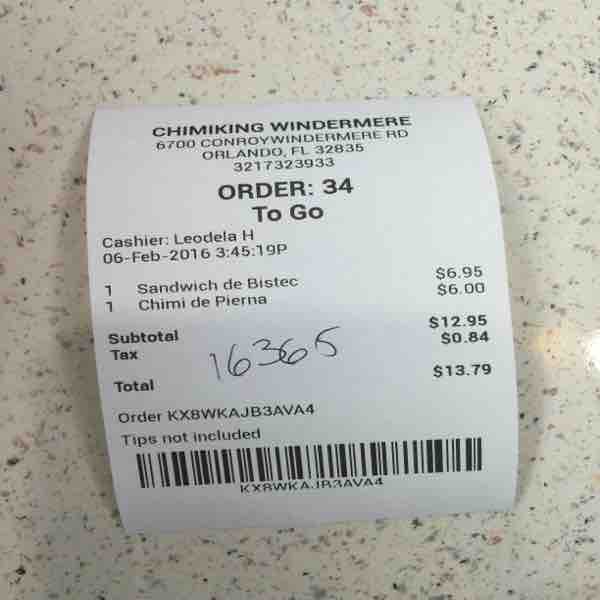 CHIMIKING WINDERMERE
6700 CONROYWINDERMERE RD
ORLANDO, FL 32835
3217323933
ORDER: 34
To Go
Cashier: Leodela H
06-Feb-2016 3:45:19P
1 Sandwich de Bistec $6.95
1 Chimi de Pierna $6.00
Subtotal $12.95
Tax $0.84
16365
Total $13.79
Order KX8WKAJB3AVA4
Tips not included
KX8WKAJB3AVA4